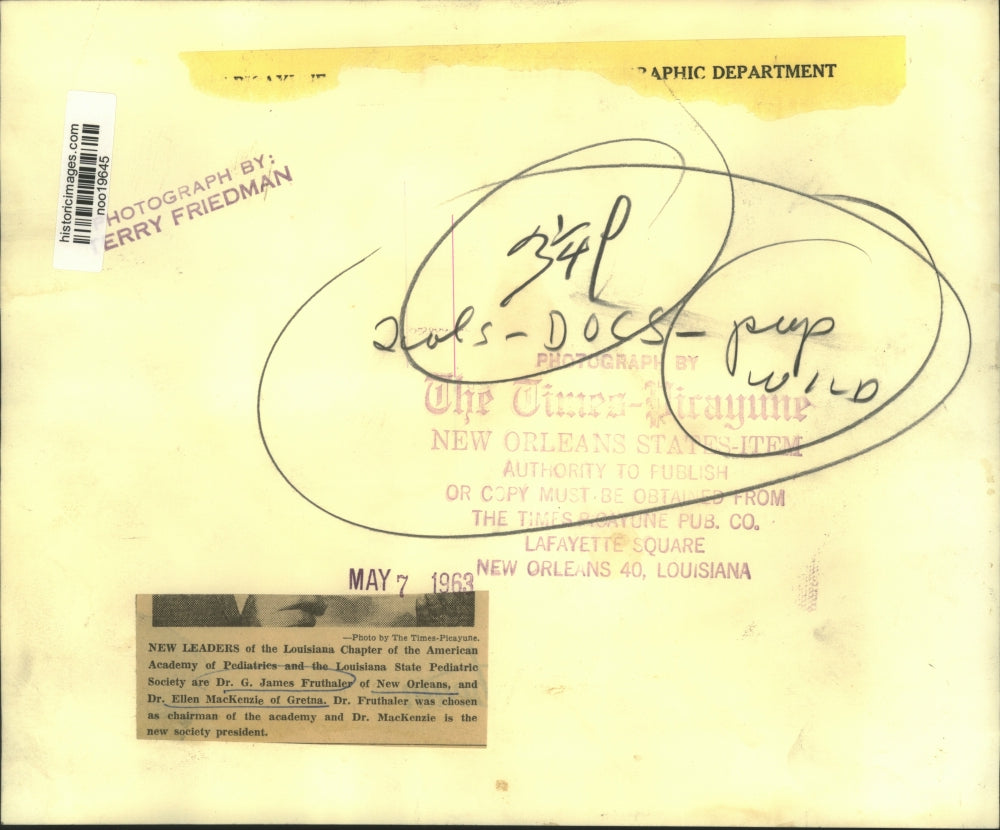 RAPHIC DEPARTMENT
historicimages.com
noo19645
HOTOGRAPH BY:
ERRY FRIEDMAN
2 cols - DOCS - pup
WILD
PHOTOGRAPH BY
The Times-Picayune
NEW ORLEANS STATES-ITEM
AUTHORITY TO PUBLISH
OR COPY MUST BE OBTAINED FROM
THE TIMES PICAYUNE PUB. CO.
LAFAYETTE SQUARE
NEW ORLEANS 40, LOUISIANA
MAY 7 1963
—Photo by The Times-Picayune.
NEW LEADERS of the Louisiana Chapter of the American
Academy of Pediatrics and the Louisiana State Pediatric
Society are Dr. G. James Fruthaler of New Orleans, and
Dr. Ellen MacKenzie of Gretna. Dr. Fruthaler was chosen
as chairman of the academy and Dr. MacKenzie is the
new society president.